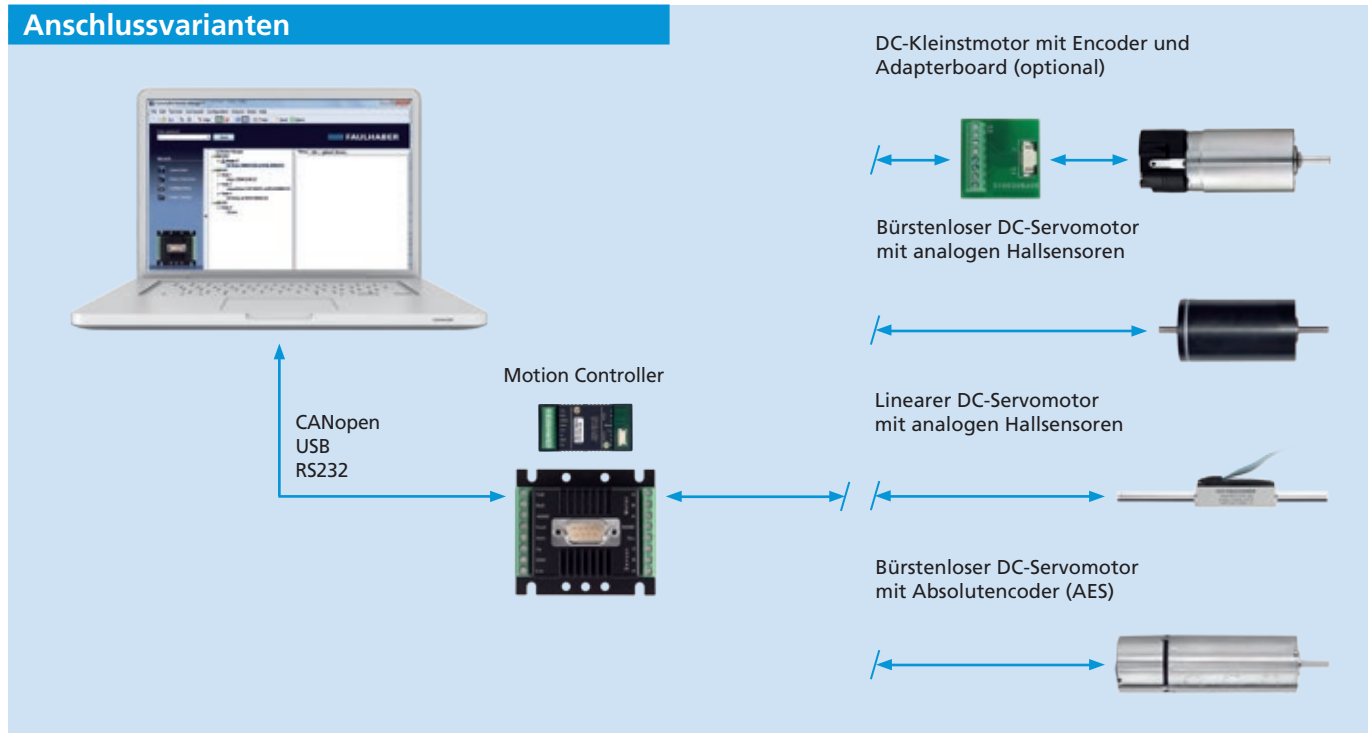 Anschlussvarianten
DC-Kleinstmotor mit Encoder und
Adapterboard (optional)
FAULHABER
Bürstenloser DC-Servomotor
mit analogen Hallsensoren
Motion Controller
CANopen
USB
RS232
Linearer DC-Servomotor
mit analogen Hallsensoren
Bürstenloser DC-Servomotor
mit Absolutencoder (AES)